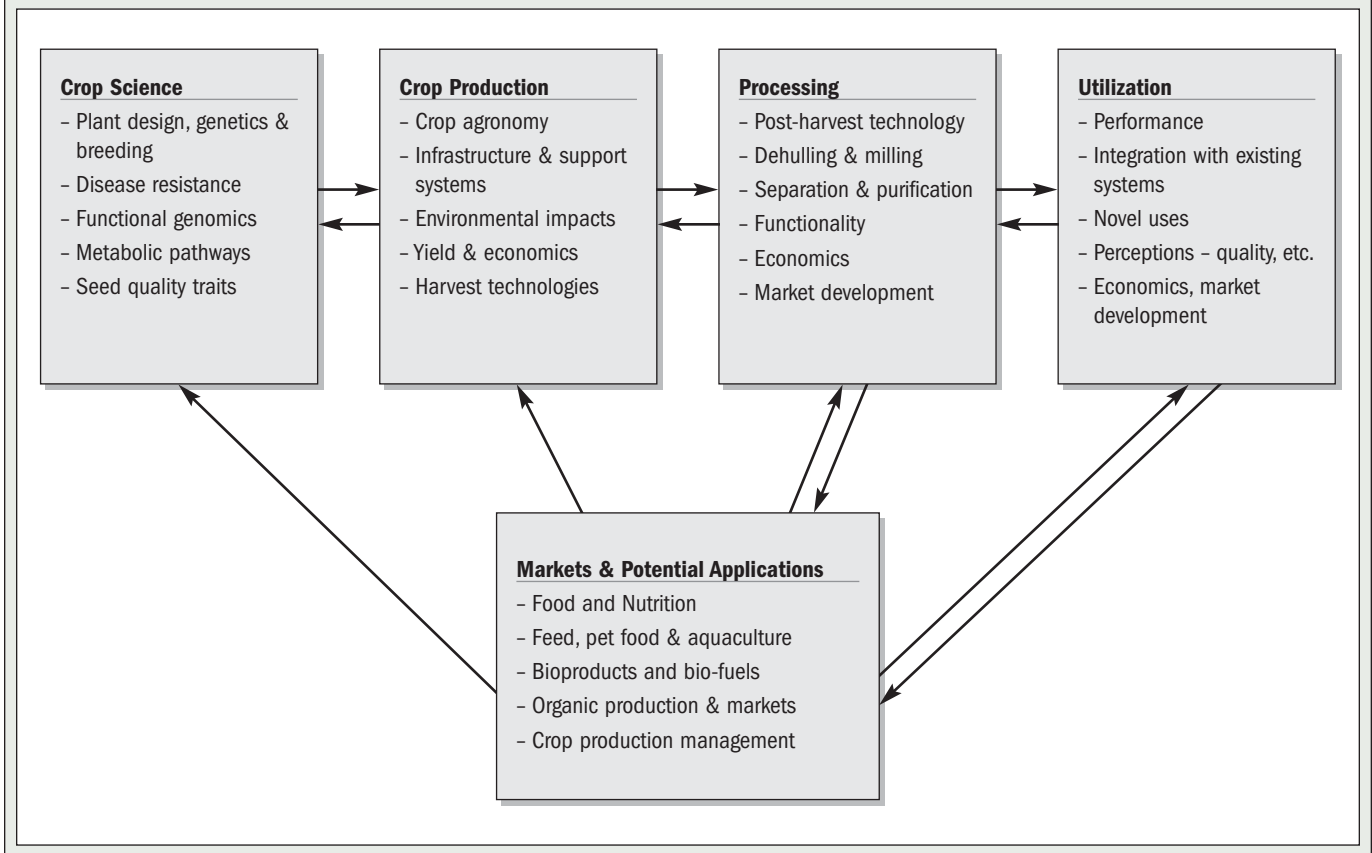 Crop Science
– Plant design, genetics &
breeding
– Disease resistance
– Functional genomics
– Metabolic pathways
– Seed quality traits
Crop Production
– Crop agronomy
– Infrastructure & support
systems
– Environmental impacts
– Yield & economics
– Harvest technologies
Processing
– Post-harvest technology
– Dehulling & milling
– Separation & purification
– Functionality
– Economics
– Market development
Utilization
– Performance
– Integration with existing
systems
– Novel uses
– Perceptions – quality, etc.
– Economics, market
development
Markets & Potential Applications
– Food and Nutrition
– Feed, pet food & aquaculture
– Bioproducts and bio-fuels
– Organic production & markets
– Crop production management